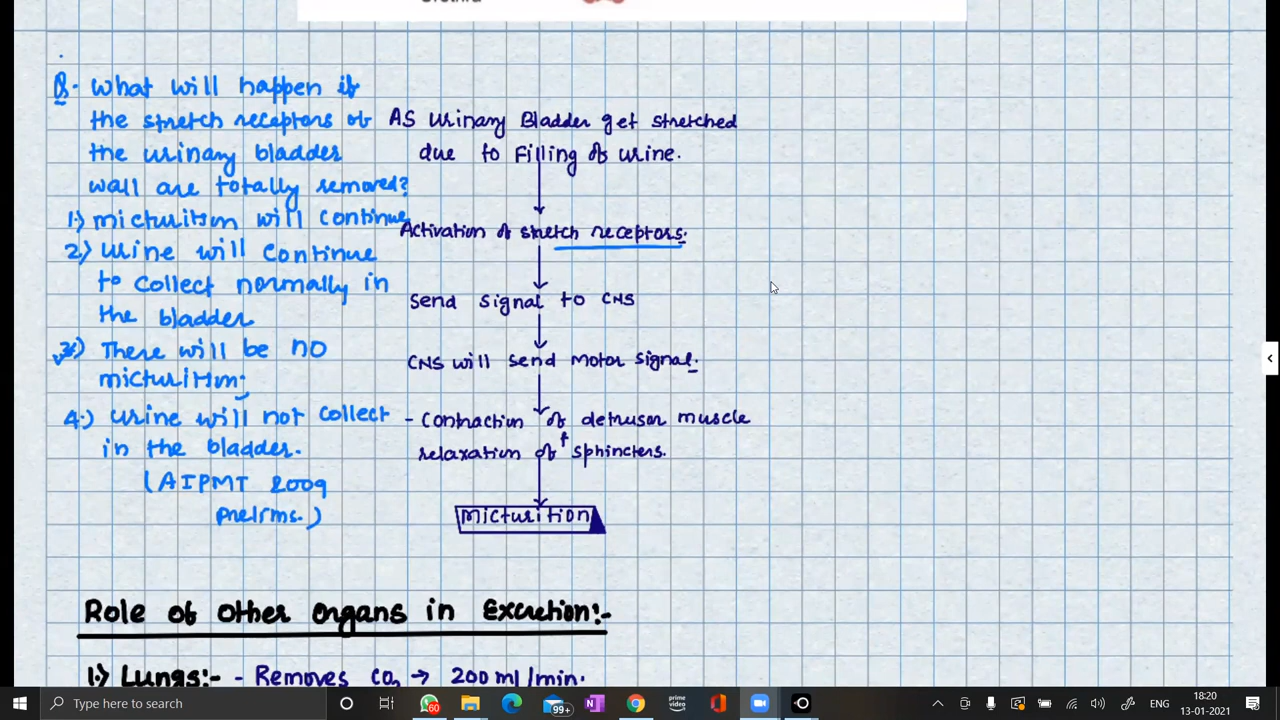 Urethra
Q. What will happen if
the stretch receptors of
the urinary bladder
wall are totally removed?
1.) micturition will continue
2.) Urine will continue
to collect normally in
the bladder
3.) There will be no
micturition;
4.) Urine will not collect
in the bladder.
(AIPMT 2009
prelims.)
AS Urinary Bladder get stretched
due to Filling of urine.
Activation of stretch receptors.
Send signal to CNS
CNS will send motor signal.
- Contraction of detrusor muscle
relaxation of sphincters.
Micturition
Role of other organs in Excretion:-
1.) Lungs:- - Removes CO2 → 200 ml/min.
Type here to search
60
99+
prime
video
ENG
18:20
13-01-2021